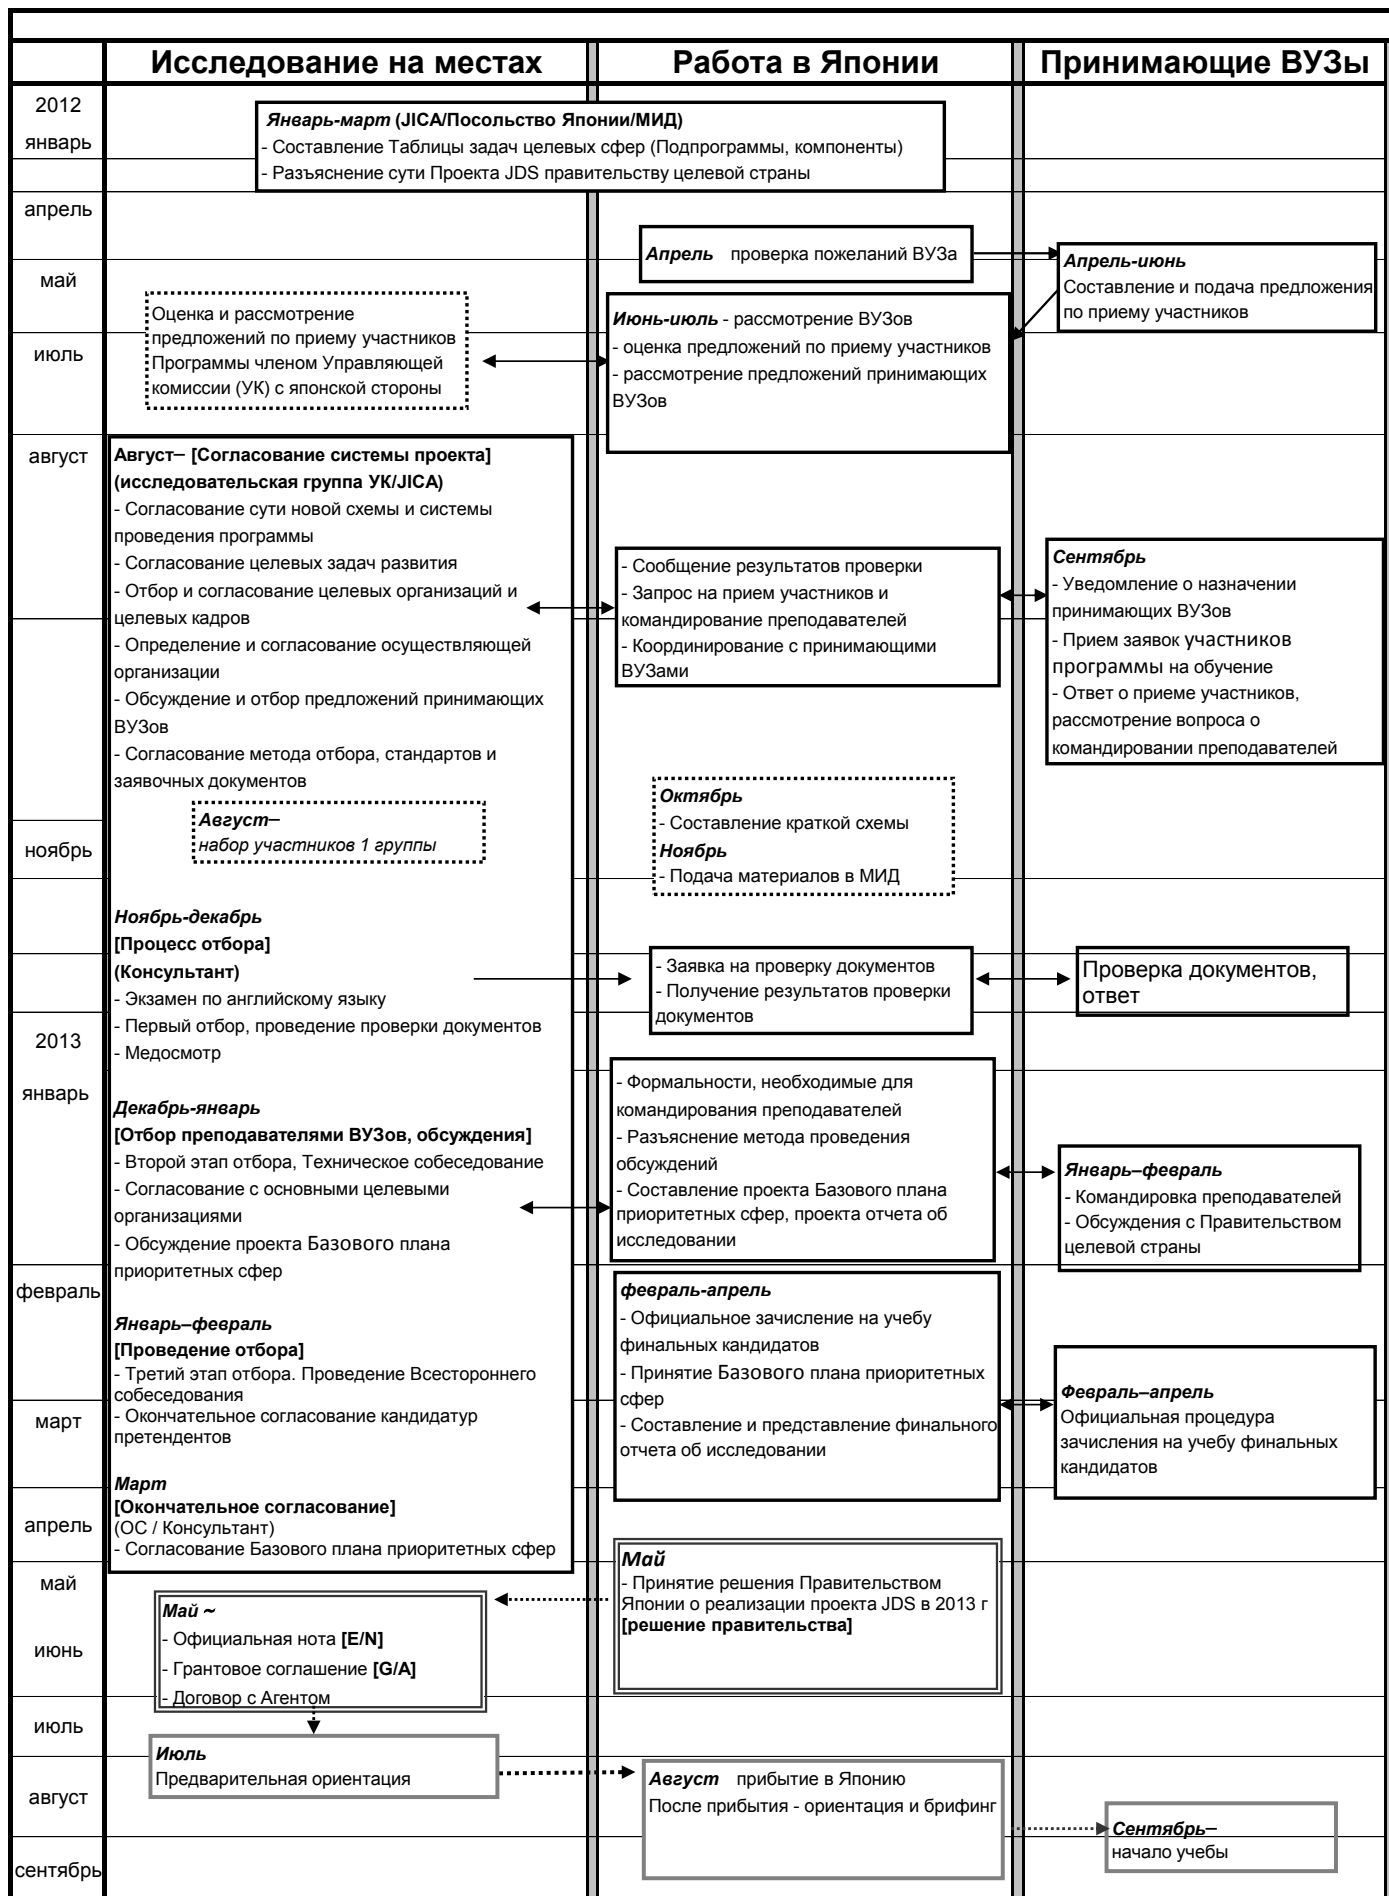 Исследование на местах
Работа в Японии
Принимающие ВУЗы
2012
январь
Январь-март (JICA/Посольство Японии/МИД)
- Составление Таблицы задач целевых сфер (Подпрограммы, компоненты)
- Разъяснение сути Проекта JDS правительству целевой страны
апрель
Апрель проверка пожеланий ВУЗа
Апрель-июнь
Составление и подача предложения
по приему участников
май
Оценка и рассмотрение
предложений по приему участников
Программы членом Управляющей
комиссии (УК) с японской стороны
Июнь-июль - рассмотрение ВУЗов
- оценка предложений по приему участников
- рассмотрение предложений принимающих
ВУЗов
июль
август
Август– [Согласование системы проекта]
(исследовательская группа УК/JICA)
- Согласование сути новой схемы и системы
проведения программы
- Согласование целевых задач развития
- Отбор и согласование целевых организаций и
целевых кадров
- Определение и согласование осуществляющей
организации
- Обсуждение и отбор предложений принимающих
ВУЗов
- Согласование метода отбора, стандартов и
заявочных документов
- Сообщение результатов проверки
- Запрос на прием участников и
командирование преподавателей
- Координирование с принимающими
ВУЗами
Сентябрь
- Уведомление о назначении
принимающих ВУЗов
- Прием заявок участников
программы на обучение
- Ответ о приеме участников,
рассмотрение вопроса о
командировании преподавателей
Август–
набор участников 1 группы
Октябрь
- Составление краткой схемы
Ноябрь
- Подача материалов в МИД
ноябрь
Ноябрь-декабрь
[Процесс отбора]
(Консультант)
- Экзамен по английскому языку
- Первый отбор, проведение проверки документов
- Медосмотр
- Заявка на проверку документов
- Получение результатов проверки
документов
Проверка документов,
ответ
2013
январь
Декабрь-январь
[Отбор преподавателями ВУЗов, обсуждения]
- Второй этап отбора, Техническое собеседование
- Согласование с основными целевыми
организациями
- Обсуждение проекта Базового плана
приоритетных сфер
- Формальности, необходимые для
командирования преподавателей
- Разъяснение метода проведения
обсуждений
- Составление проекта Базового плана
приоритетных сфер, проекта отчета об
исследовании
Январь–февраль
- Командировка преподавателей
- Обсуждения с Правительством
целевой страны
февраль
Январь–февраль
[Проведение отбора]
- Третий этап отбора. Проведение Всестороннего
собеседования
- Окончательное согласование кандидатур
претендентов
февраль-апрель
- Официальное зачисление на учебу
финальных кандидатов
- Принятие Базового плана приоритетных
сфер
- Составление и представление финального
отчета об исследовании
Февраль–апрель
Официальная процедура
зачисления на учебу финальных
кандидатов
март
Март
[Окончательное согласование]
(ОС / Консультант)
- Согласование Базового плана приоритетных сфер
апрель
май
Май
- Принятие решения Правительством
Японии о реализации проекта JDS в 2013 г
[решение правительства]
Май ~
- Официальная нота [E/N]
- Грантовое соглашение [G/A]
- Договор с Агентом
июнь
июль
Июль
Предварительная ориентация
Август прибытие в Японию
После прибытия - ориентация и брифинг
август
Сентябрь–
начало учебы
сентябрь